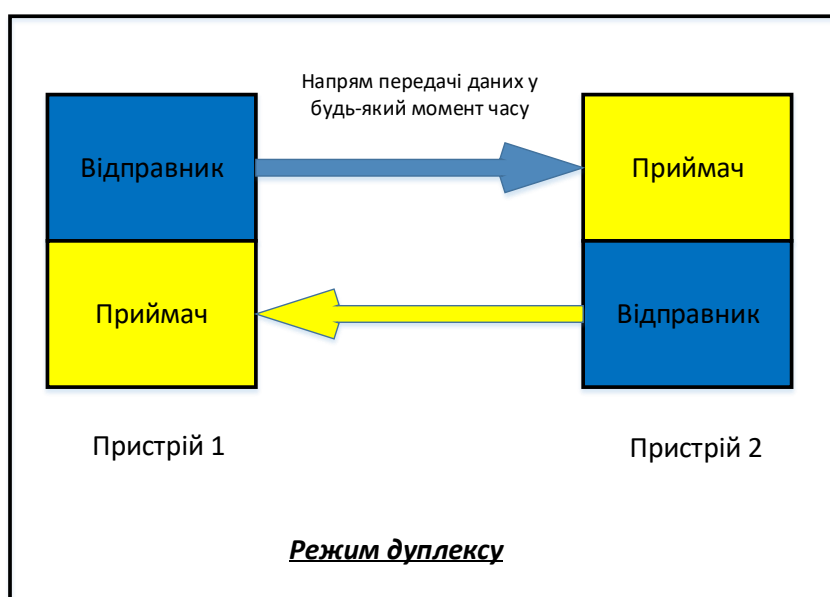 Напрям передачі даних у
будь-який момент часу
Відправник
Приймач
Приймач
Відправник
Пристрій 1
Пристрій 2
Режим дуплексу